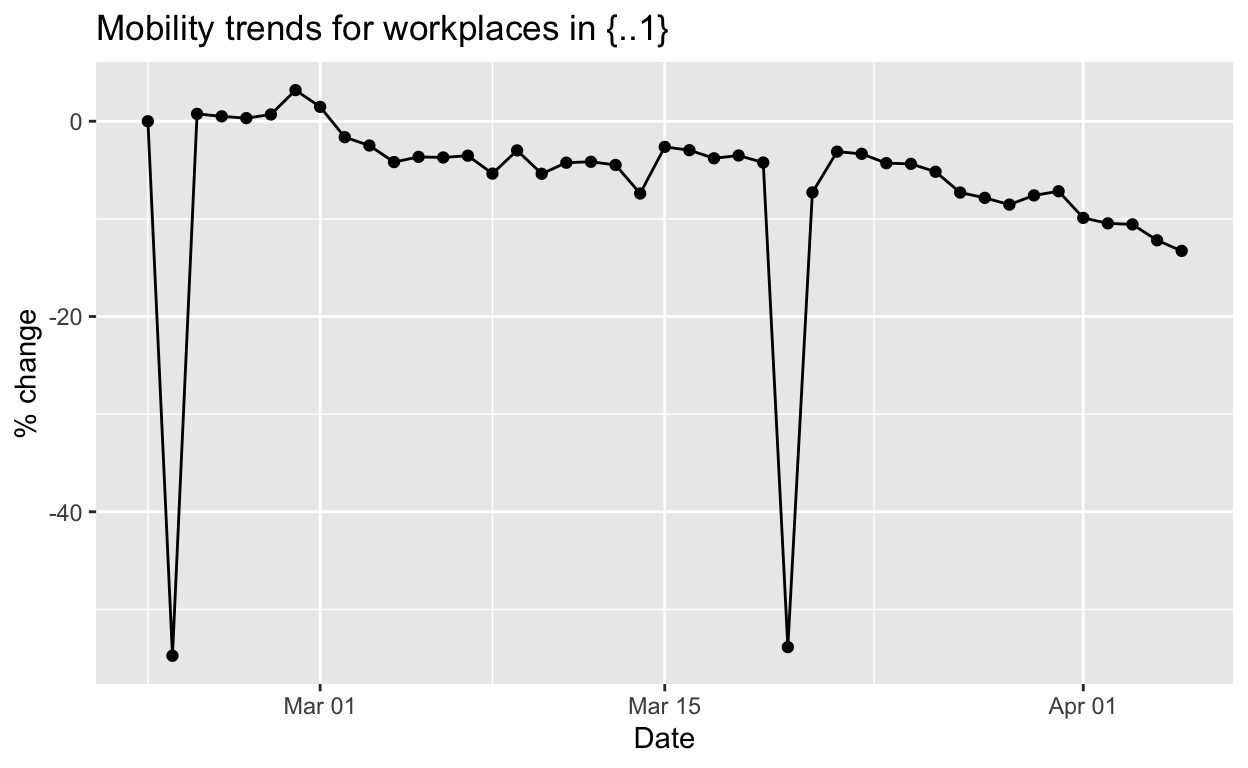 Mobility trends for workplaces in {..1}
% change
0
-20
-40
Mar 01
Mar 15
Apr 01
Date